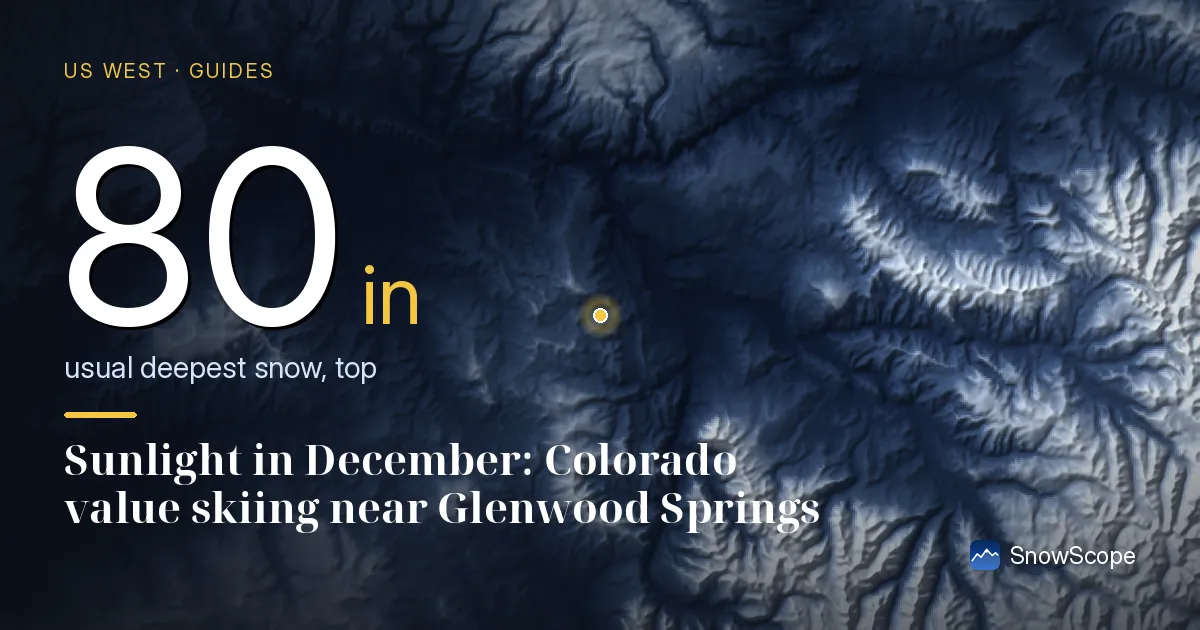 US WEST · GUIDES
80 in
usual deepest snow, top
Sunlight in December: Colorado
value skiing near Glenwood Springs
SnowScope